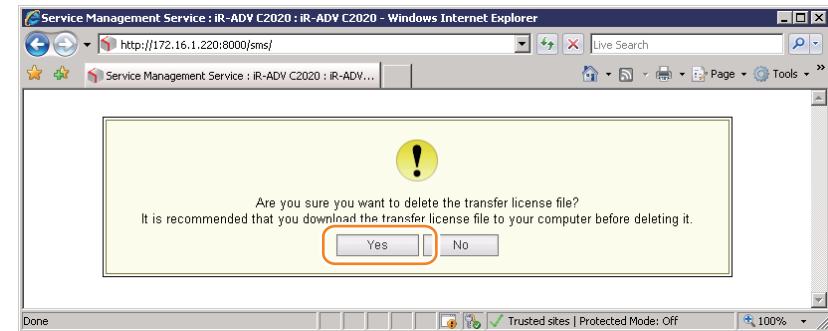 Service Management Service : iR-ADV C2020 : iR-ADV C2020 - Windows Internet Explorer
http://172.16.1.220:8000/sms/
Live Search
Service Management Service : iR-ADV C2020 : iR-ADV...
Page
Tools
»
Are you sure you want to delete the transfer license file?
It is recommended that you download the transfer license file to your computer before deleting it.
Yes
No
Done
Trusted sites | Protected Mode: Off
100%